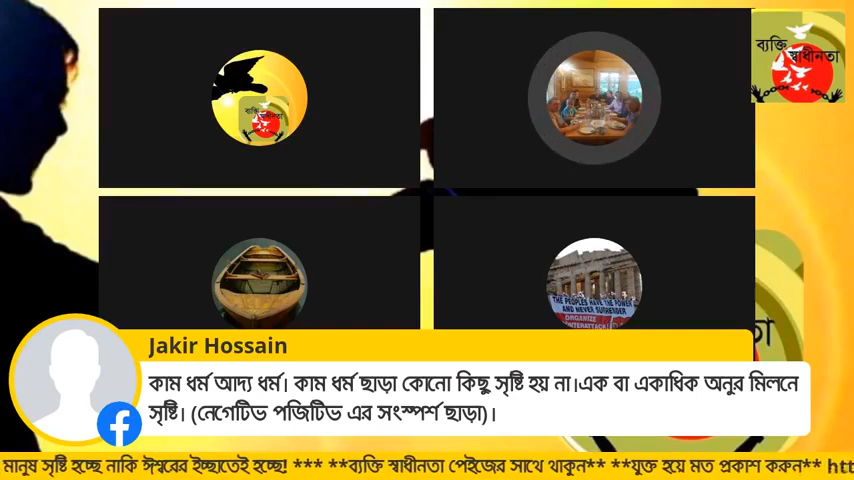 ব্যক্তি
স্বাধীনতা
ব্যক্তি
স্বাধীনতা
THE PEOPLES HAVE THE POWER
AND NEVER SURRENDER
ORGANIZE
COUNTERATTACK!
Jakir Hossain
কাম ধর্ম আদ্য ধর্ম। কাম ধর্ম ছাড়া কোনো কিছু সৃষ্টি হয় না।এক বা একাধিক অনুর মিলনে
সৃষ্টি। (নেগেটিভ পজিটিভ এর সংস্পর্শ ছাড়া)।
মানুষ সৃষ্টি হচ্ছে নাকি ঈশ্বরের ইচ্ছাতেই হচ্ছে! *** **ব্যক্তি স্বাধীনতা পেইজের সাথে থাকুন** **যুক্ত হয়ে মত প্রকাশ করুন** htt